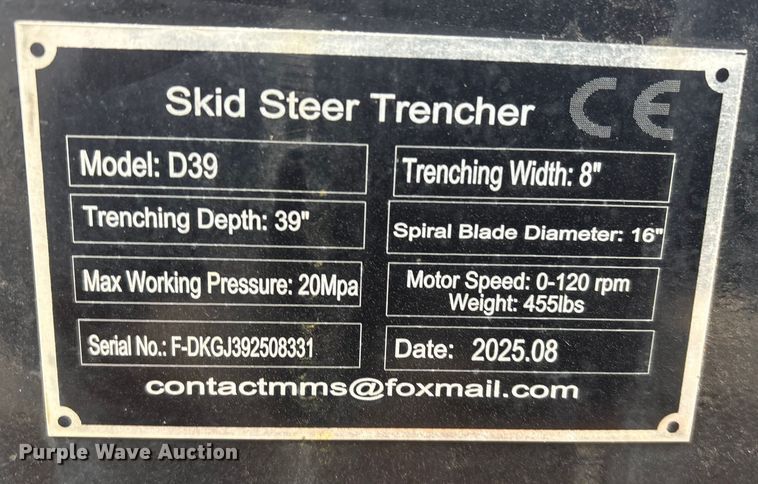 Skid Steer Trencher CE
Model: D39
Trenching Width: 8"
Trenching Depth: 39"
Spiral Blade Diameter: 16"
Max Working Pressure: 20Mpa
Motor Speed: 0-120 rpm
Weight: 455lbs
Serial No.: F-DKGJ392508331
Date: 2025.08
contactmms@foxmail.com
Purple Wave Auction